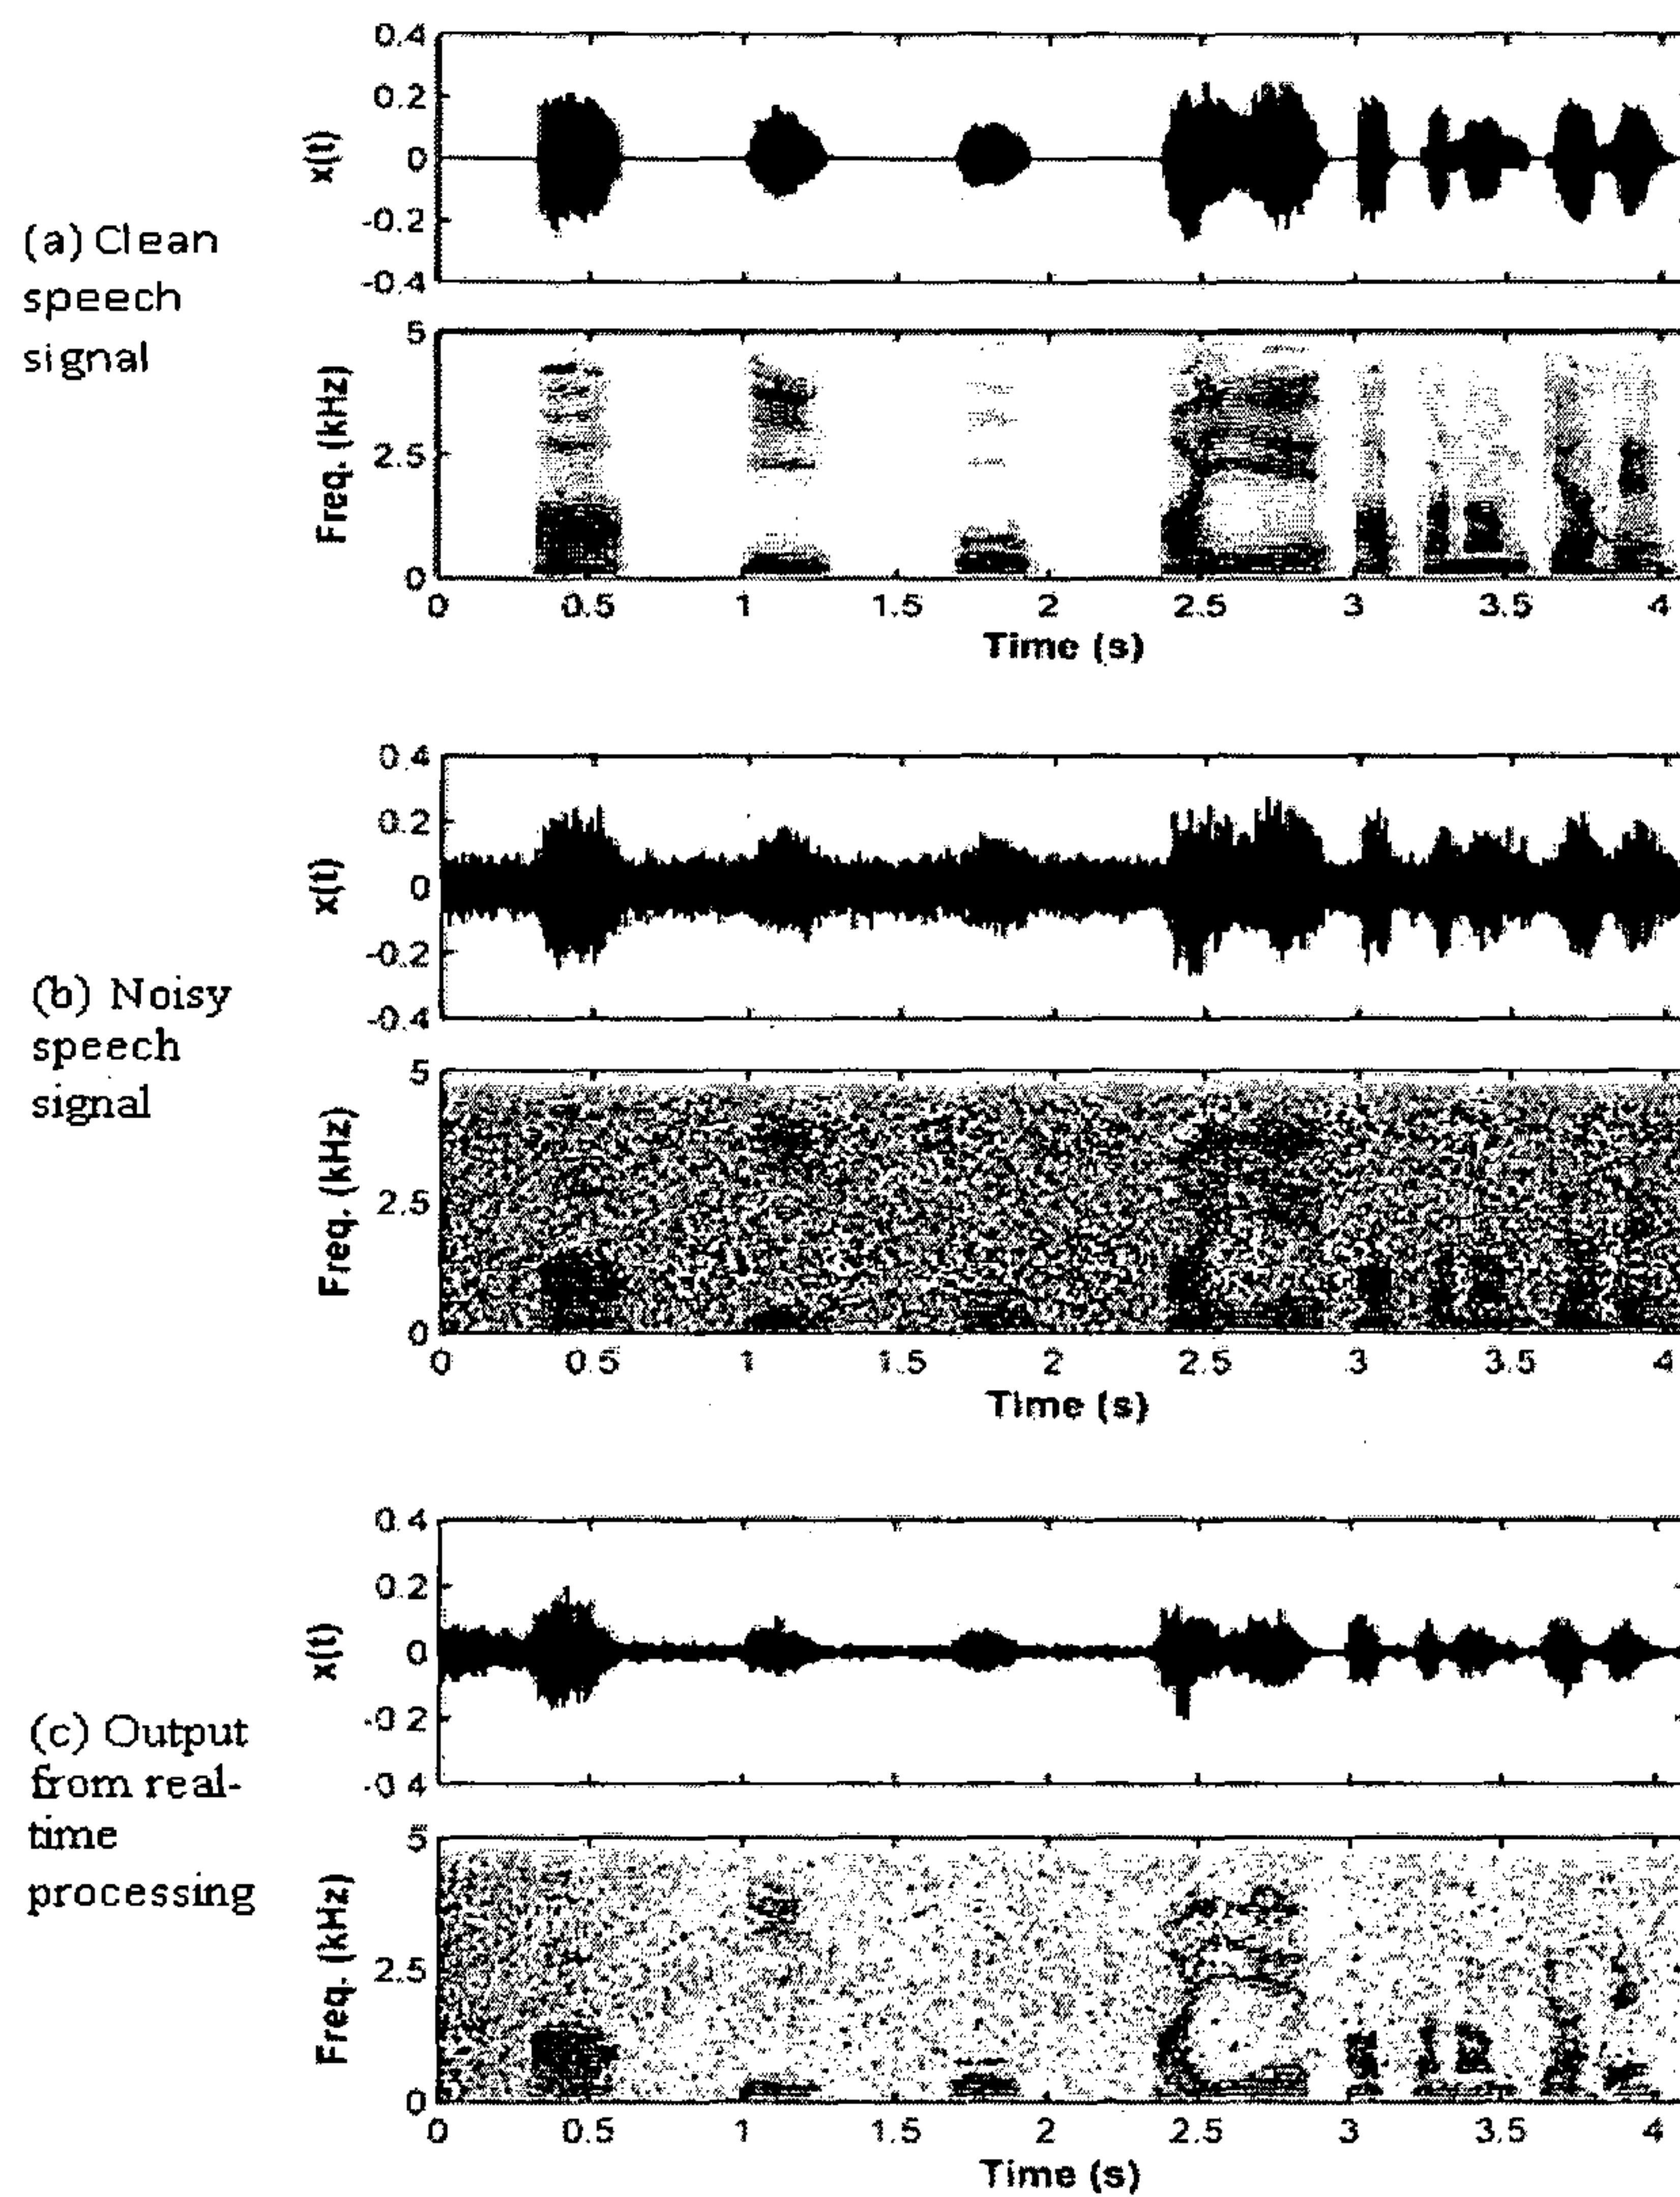 0.4
0.2
x(t)
0
-0.2
-0.4
(a) Clean
speech
signal
5
Freq. (kHz)
2.5
0
0 0.5 1 1.5 2 2.5 3 3.5 4
Time (s)
0.4
0.2
x(t)
0
-0.2
-0.4
(b) Noisy
speech
signal
5
Freq. (kHz)
2.5
0
0 0.5 1 1.5 2 2.5 3 3.5 4
Time (s)
0.4
0.2
x(t)
0
-0.2
-0.4
(c) Output
from real-
time
processing
5
Freq. (kHz)
2.5
0
0 0.5 1 1.5 2 2.5 3 3.5 4
Time (s)